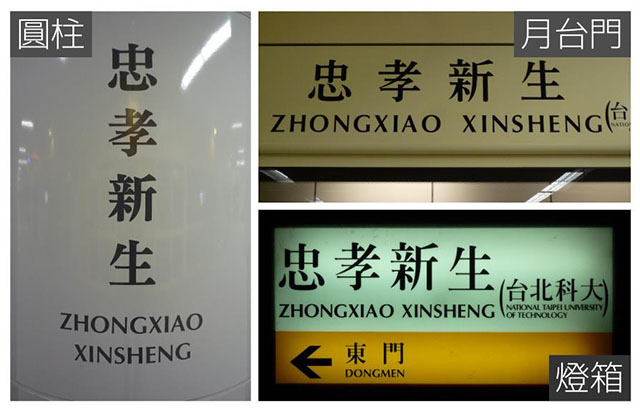 圓柱
忠孝新生
ZHONGXIAO
XINSHENG
月台門
忠孝新生
ZHONGXIAO XINSHENG
(台
忠孝新生
ZHONGXIAO XINSHENG
(台北科大)
NATIONAL TAIPEI UNIVERSITY
OF TECHNOLOGY
東門
DONGMEN
燈箱